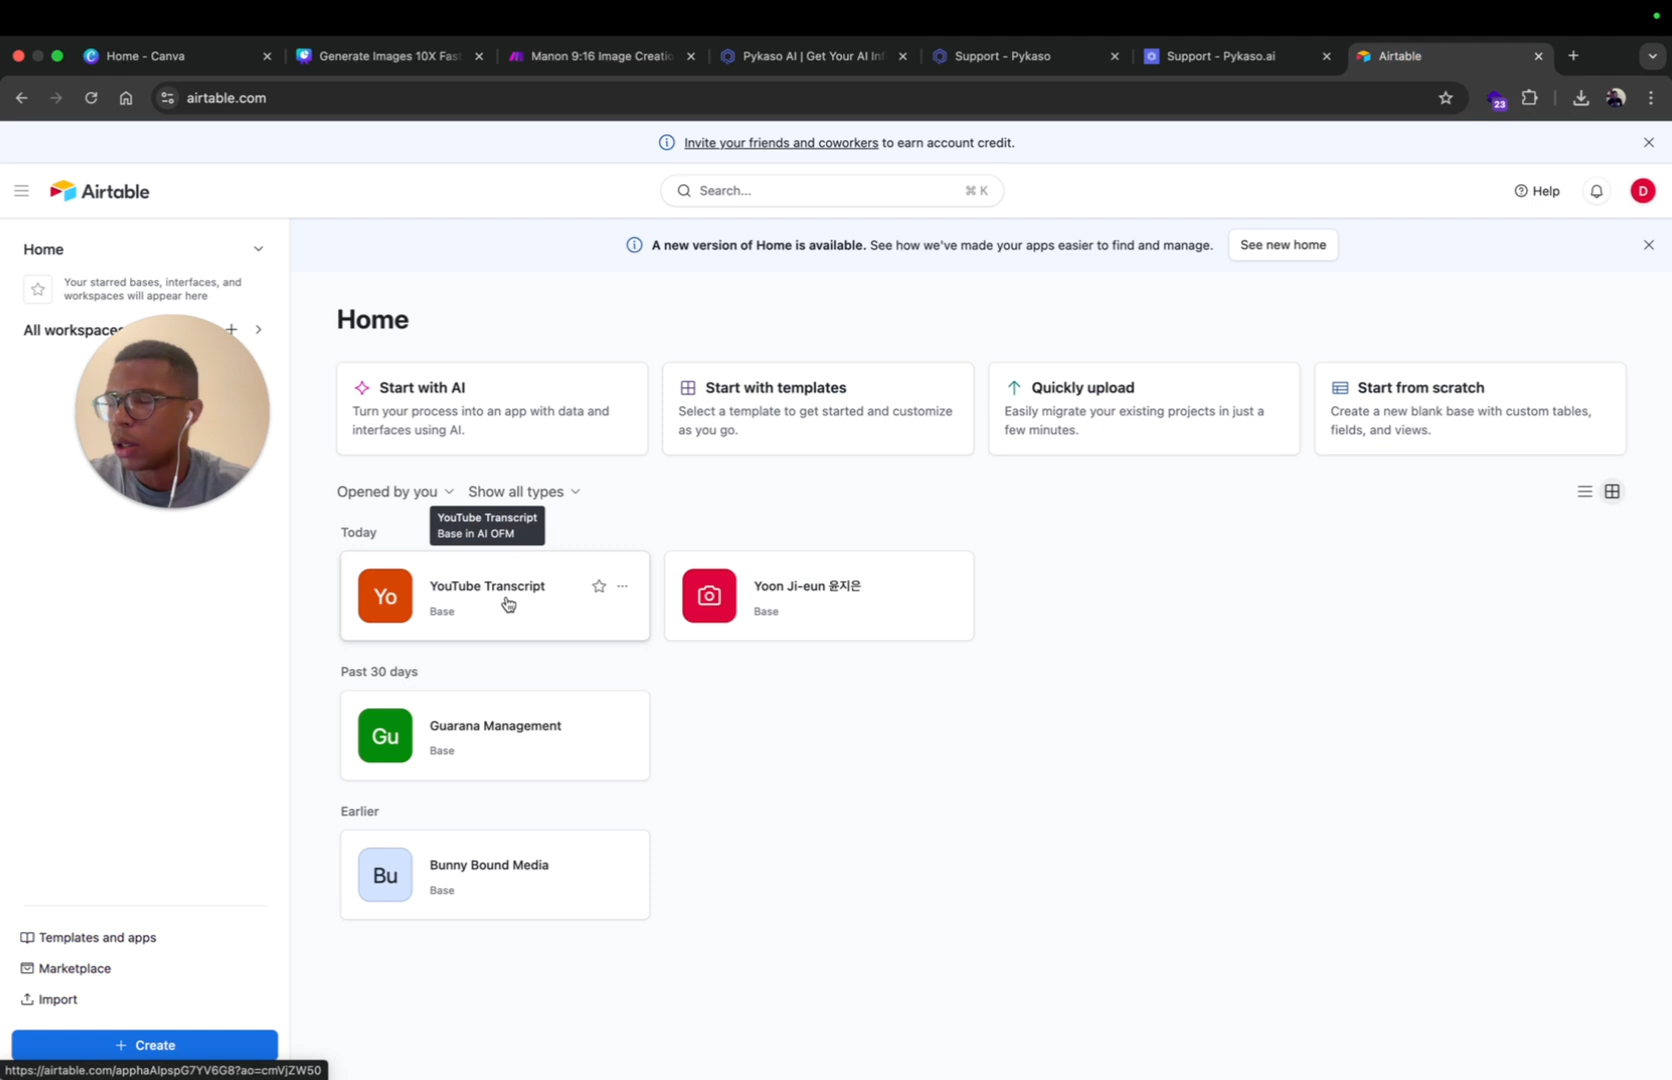 Home - Canva
Generate Images 10X Fast
Manon 9:16 Image Creatio
Pykaso AI | Get Your AI Inf
Support - Pykaso
Support - Pykaso.ai
Airtable
airtable.com
23
Invite your friends and coworkers to earn account credit.
Airtable
Search...
⌘ K
Help
D
Home
Your starred bases, interfaces, and
workspaces will appear here
All workspaces
A new version of Home is available. See how we've made your apps easier to find and manage.
See new home
Home
Start with AI
Turn your process into an app with data and
interfaces using AI.
Start with templates
Select a template to get started and customize
as you go.
Quickly upload
Easily migrate your existing projects in just a
few minutes.
Start from scratch
Create a new blank base with custom tables,
fields, and views.
Opened by you
Show all types
YouTube Transcript
Base in AI OFM
Today
Yo
YouTube Transcript
Base
Yoon Ji-eun 윤지은
Base
Past 30 days
Gu
Guarana Management
Base
Earlier
Bu
Bunny Bound Media
Base
Templates and apps
Marketplace
Import
+ Create
https://airtable.com/apphaAIpspG7YV6G8?ao=cmVjZW50